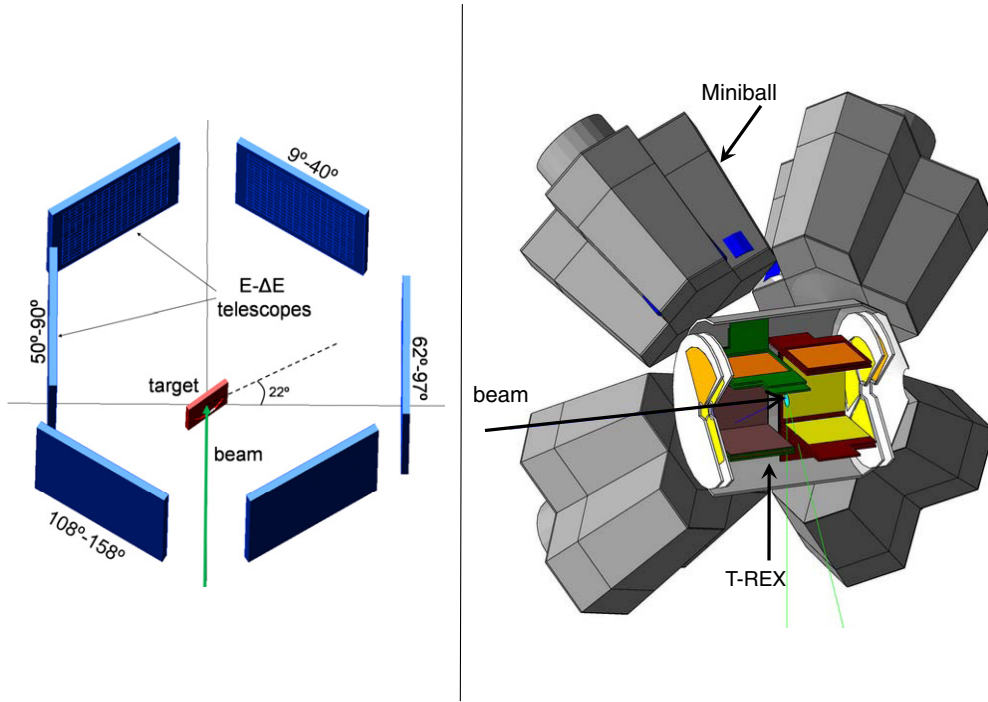 9º-40º
E-ΔE
telescopes
50º-90º
62º-97º
target
22º
beam
108º-158º
Miniball
beam
T-REX